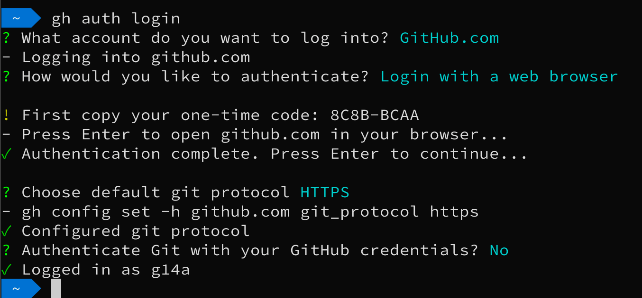 ~ gh auth login
? What account do you want to log into? GitHub.com
- Logging into github.com
? How would you like to authenticate? Login with a web browser
! First copy your one-time code: 8C8B-BCAA
- Press Enter to open github.com in your browser...
✓ Authentication complete. Press Enter to continue...
? Choose default git protocol HTTPS
- gh config set -h github.com git_protocol https
✓ Configured git protocol
? Authenticate Git with your GitHub credentials? No
✓ Logged in as g14a
~